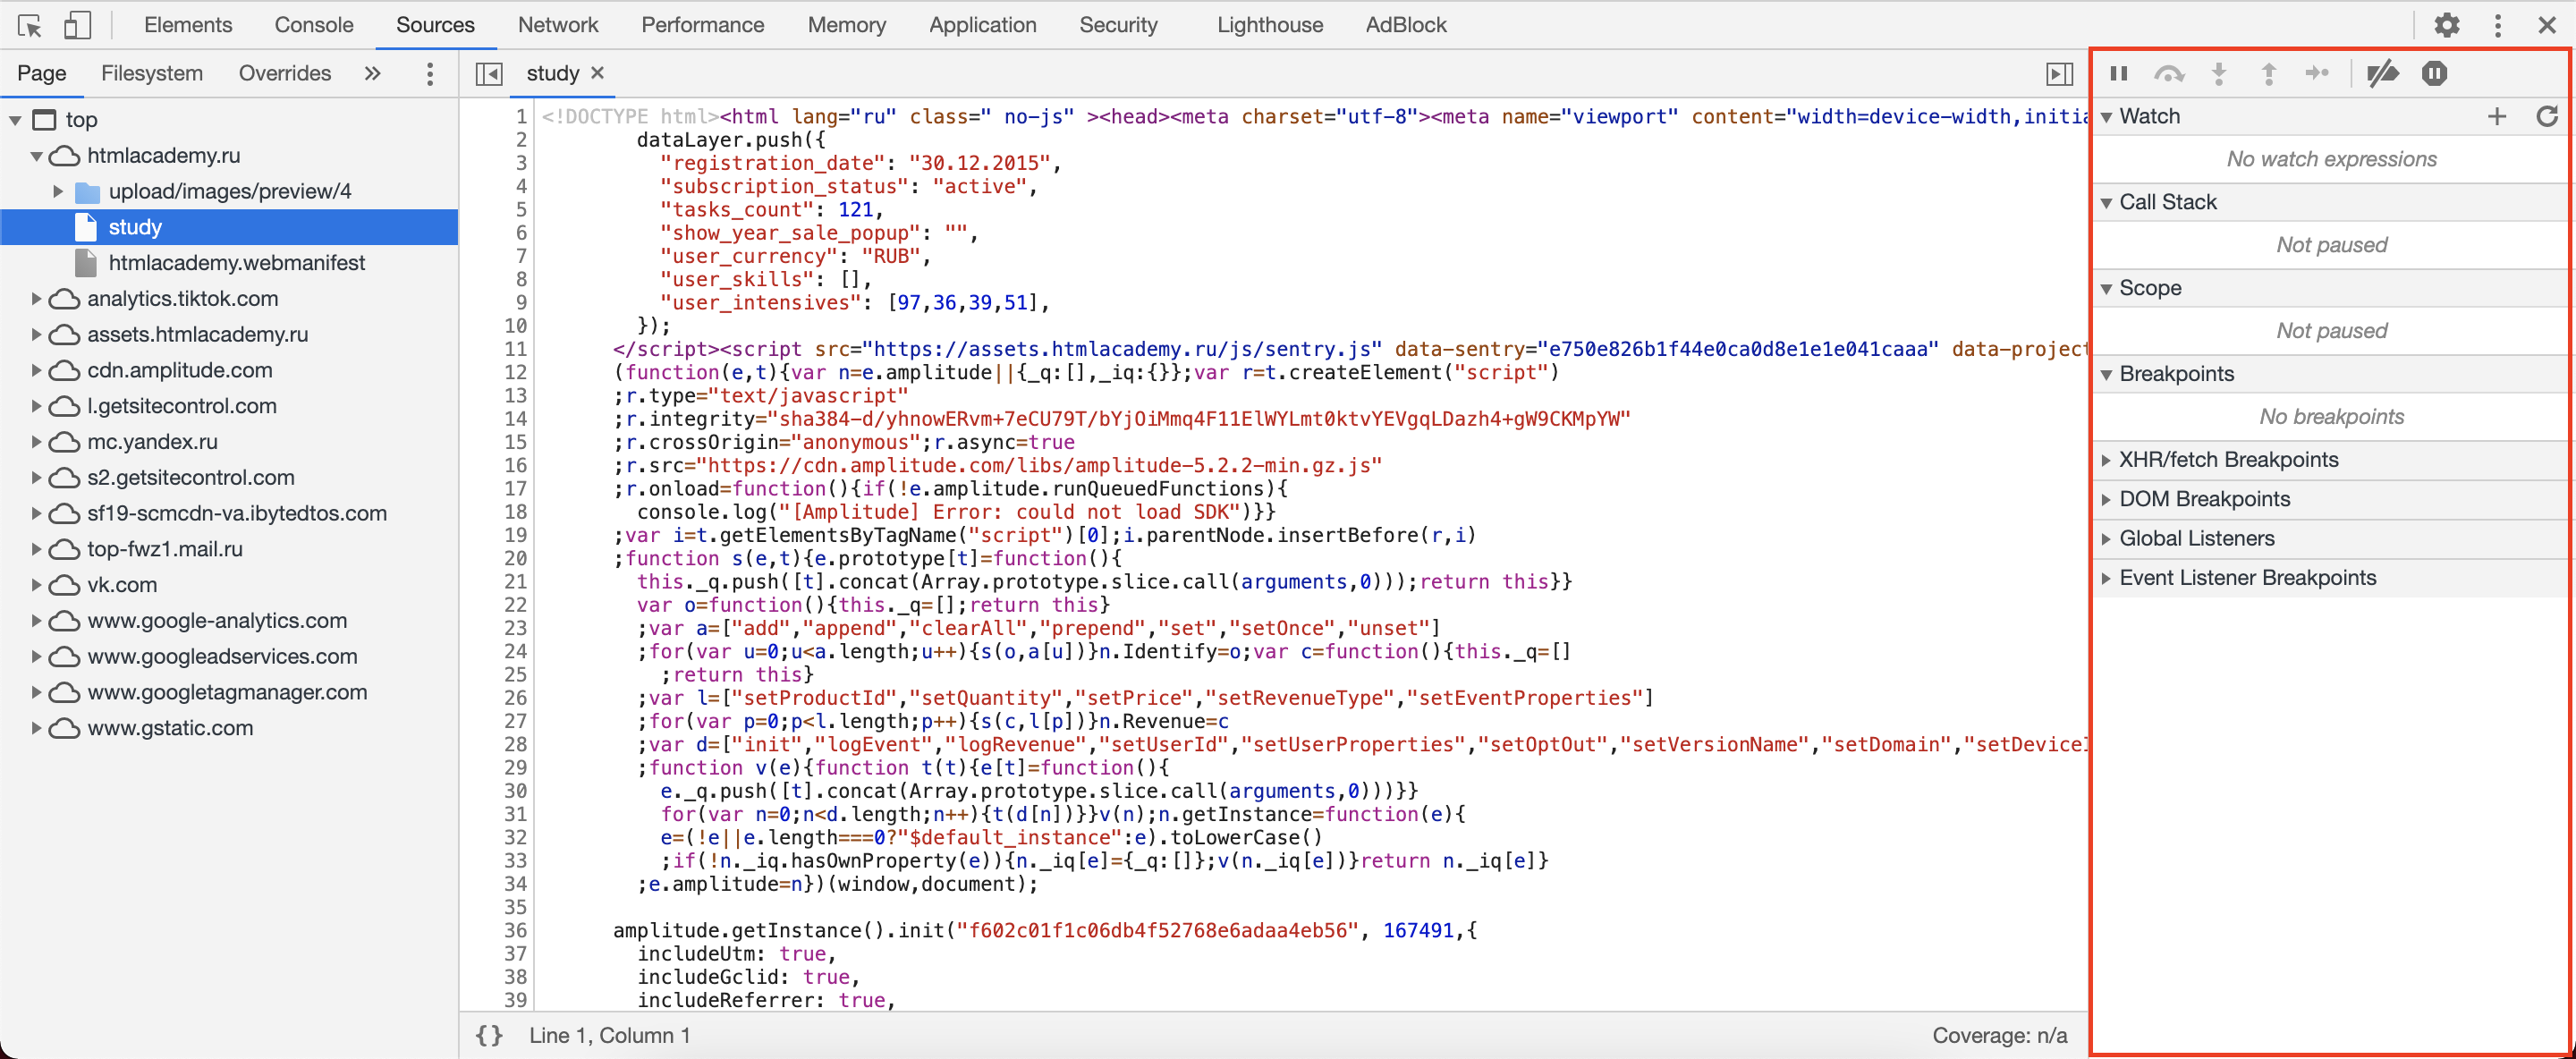 Elements Console Sources Network Performance Memory Application Security Lighthouse AdBlock
Page Filesystem Overrides »
top
htmlacademy.ru
upload/images/preview/4
study
htmlacademy.webmanifest
analytics.tiktok.com
assets.htmlacademy.ru
cdn.amplitude.com
l.getsitecontrol.com
mc.yandex.ru
s2.getsitecontrol.com
sf19-scmcdn-va.ibytedtos.com
top-fwz1.mail.ru
vk.com
www.google-analytics.com
www.googleadservices.com
www.googletagmanager.com
www.gstatic.com
study ×
1 <!DOCTYPE html><html lang="ru" class=" no-js" ><head><meta charset="utf-8"><meta name="viewport" content="width=device-width,initia
2 dataLayer.push({
3 "registration_date": "30.12.2015",
4 "subscription_status": "active",
5 "tasks_count": 121,
6 "show_year_sale_popup": "",
7 "user_currency": "RUB",
8 "user_skills": [],
9 "user_intensives": [97,36,39,51],
10 });
11 </script><script src="https://assets.htmlacademy.ru/js/sentry.js" data-sentry="e750e826b1f44e0ca0d8e1e1e041caaa" data-project
12 (function(e,t){var n=e.amplitude||{_q:[],_iq:{}};var r=t.createElement("script")
13 ;r.type="text/javascript"
14 ;r.integrity="sha384-d/yhnowERvm+7eCU79T/bYjOiMmq4F11ElWYLmt0ktvYEVgqLDazh4+gW9CKMpYW"
15 ;r.crossOrigin="anonymous";r.async=true
16 ;r.src="https://cdn.amplitude.com/libs/amplitude-5.2.2-min.gz.js"
17 ;r.onload=function(){if(!e.amplitude.runQueuedFunctions){
18 console.log("[Amplitude] Error: could not load SDK")}}
19 ;var i=t.getElementsByTagName("script")[0];i.parentNode.insertBefore(r,i)
20 ;function s(e,t){e.prototype[t]=function(){
21 this._q.push([t].concat(Array.prototype.slice.call(arguments,0)));return this}}
22 var o=function(){this._q=[];return this}
23 ;var a=["add","append","clearAll","prepend","set","setOnce","unset"]
24 ;for(var u=0;u<a.length;u++){s(o,a[u])}n.Identify=o;var c=function(){this._q=[]
25 ;return this}
26 ;var l=["setProductId","setQuantity","setPrice","setRevenueType","setEventProperties"]
27 ;for(var p=0;p<l.length;p++){s(c,l[p])}n.Revenue=c
28 ;var d=["init","logEvent","logRevenue","setUserId","setUserProperties","setOptOut","setVersionName","setDomain","setDeviceI
29 ;function v(e){function t(t){e[t]=function(){
30 e._q.push([t].concat(Array.prototype.slice.call(arguments,0)))}}
31 for(var n=0;n<d.length;n++){t(d[n])}}v(n);n.getInstance=function(e){
32 e=(!e||e.length===0?"$default_instance":e).toLowerCase()
33 ;if(!n._iq.hasOwnProperty(e)){n._iq[e]={_q:[]};v(n._iq[e])}return n._iq[e]}
34 ;e.amplitude=n})(window,document);
35
36 amplitude.getInstance().init("f602c01f1c06db4f52768e6adaa4eb56", 167491,{
37 includeUtm: true,
38 includeGclid: true,
39 includeReferrer: true,
{} Line 1, Column 1 Coverage: n/a
Watch
No watch expressions
Call Stack
Not paused
Scope
Not paused
Breakpoints
No breakpoints
XHR/fetch Breakpoints
DOM Breakpoints
Global Listeners
Event Listener Breakpoints